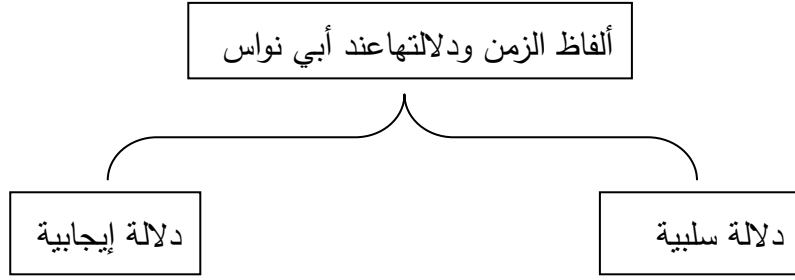 ألفاظ الزمن ودلالتهاعند أبي نواس
دلالة سلبية
دلالة إيجابية